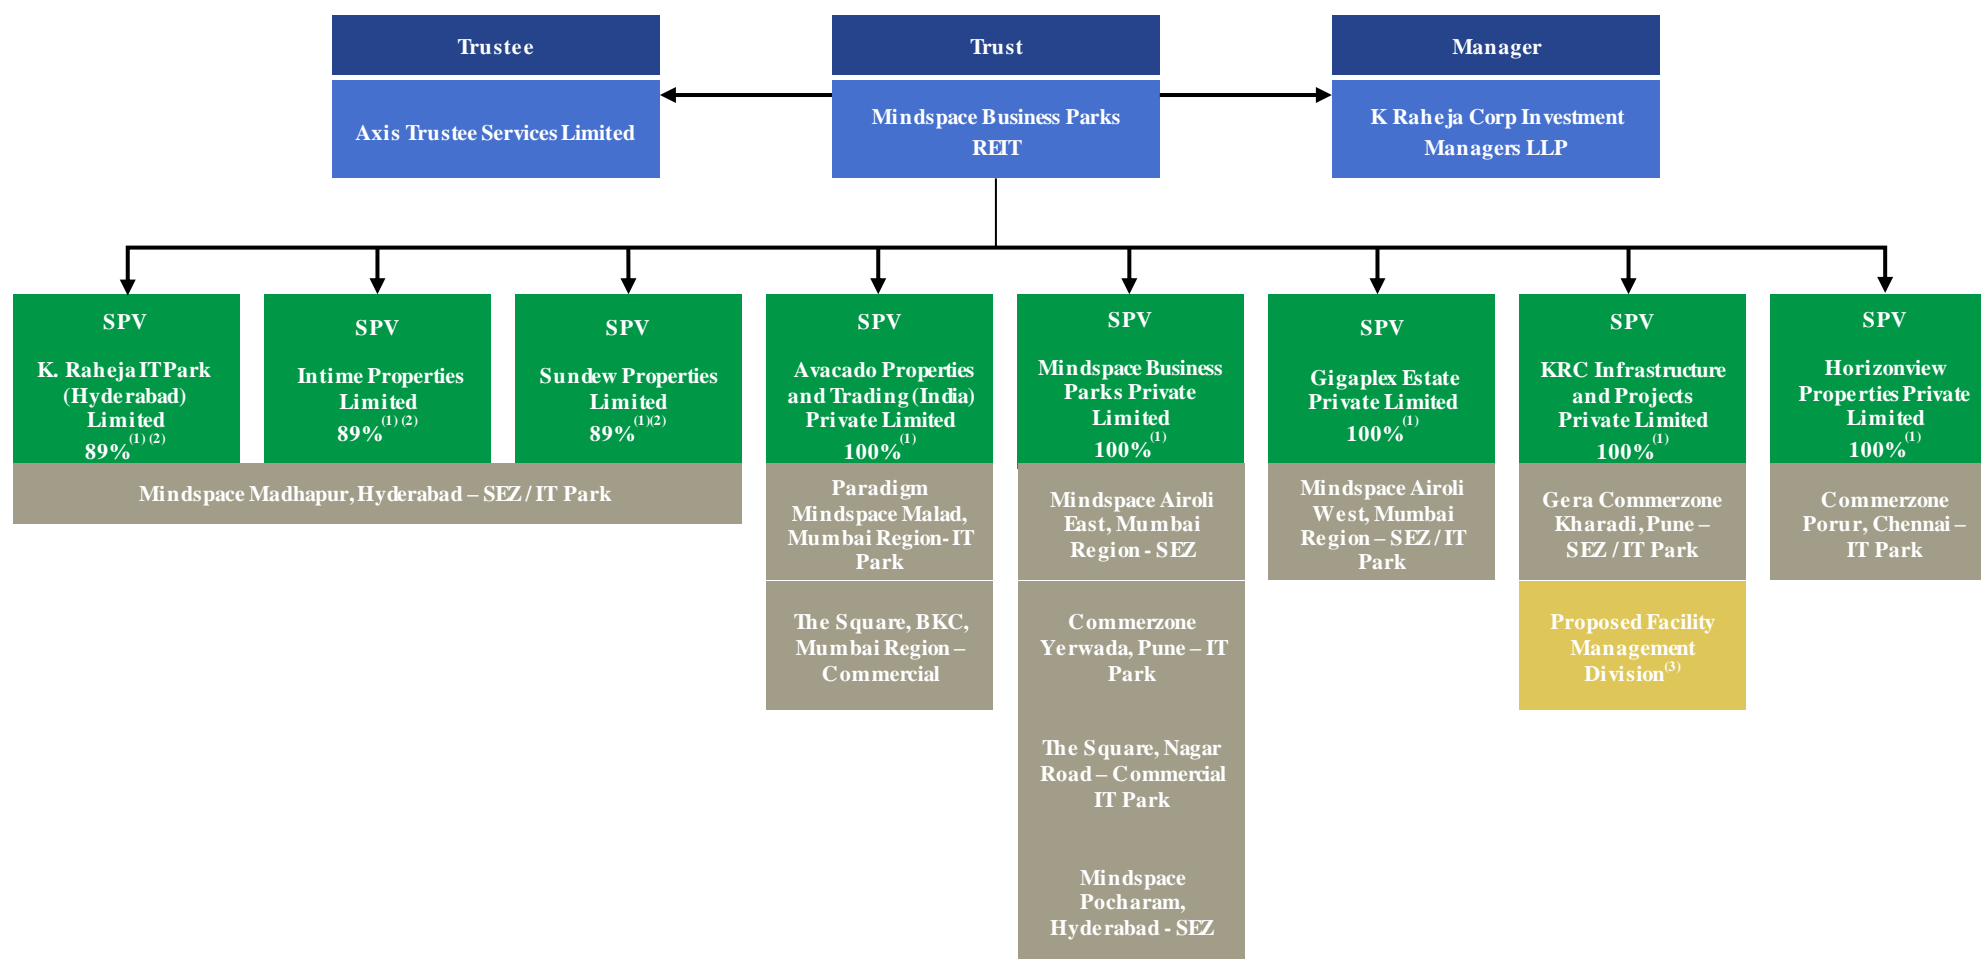 Trustee
Axis Trustee Services Limited
Trust
Mindspace Business Parks
REIT
Manager
K Raheja Corp Investment
Managers LLP
SPV
K. Raheja IT Park
(Hyderabad)
Limited
89%(1) (2)
SPV
Intime Properties
Limited
89%(1) (2)
SPV
Sundew Properties
Limited
89%(1)(2)
Mindspace Madhapur, Hyderabad – SEZ / IT Park
SPV
Avacado Properties
and Trading (India)
Private Limited
100%(1)
Paradigm
Mindspace Malad,
Mumbai Region- IT
Park
The Square, BKC,
Mumbai Region –
Commercial
SPV
Mindspace Business
Parks Private
Limited
100%(1)
Mindspace Airoli
East, Mumbai
Region - SEZ
Commerzone
Yerwada, Pune – IT
Park
The Square, Nagar
Road – Commercial
IT Park
Mindspace
Pocharam,
Hyderabad - SEZ
SPV
Gigaplex Estate
Private Limited
100%(1)
Mindspace Airoli
West, Mumbai
Region – SEZ / IT
Park
SPV
KRC Infrastructure
and Projects
Private Limited
100%(1)
Gera Commerzone
Kharadi, Pune –
SEZ / IT Park
Proposed Facility
Management
Division(3)
SPV
Horizonview
Properties Private
Limited
100%(1)
Commerzone
Porur, Chennai –
IT Park